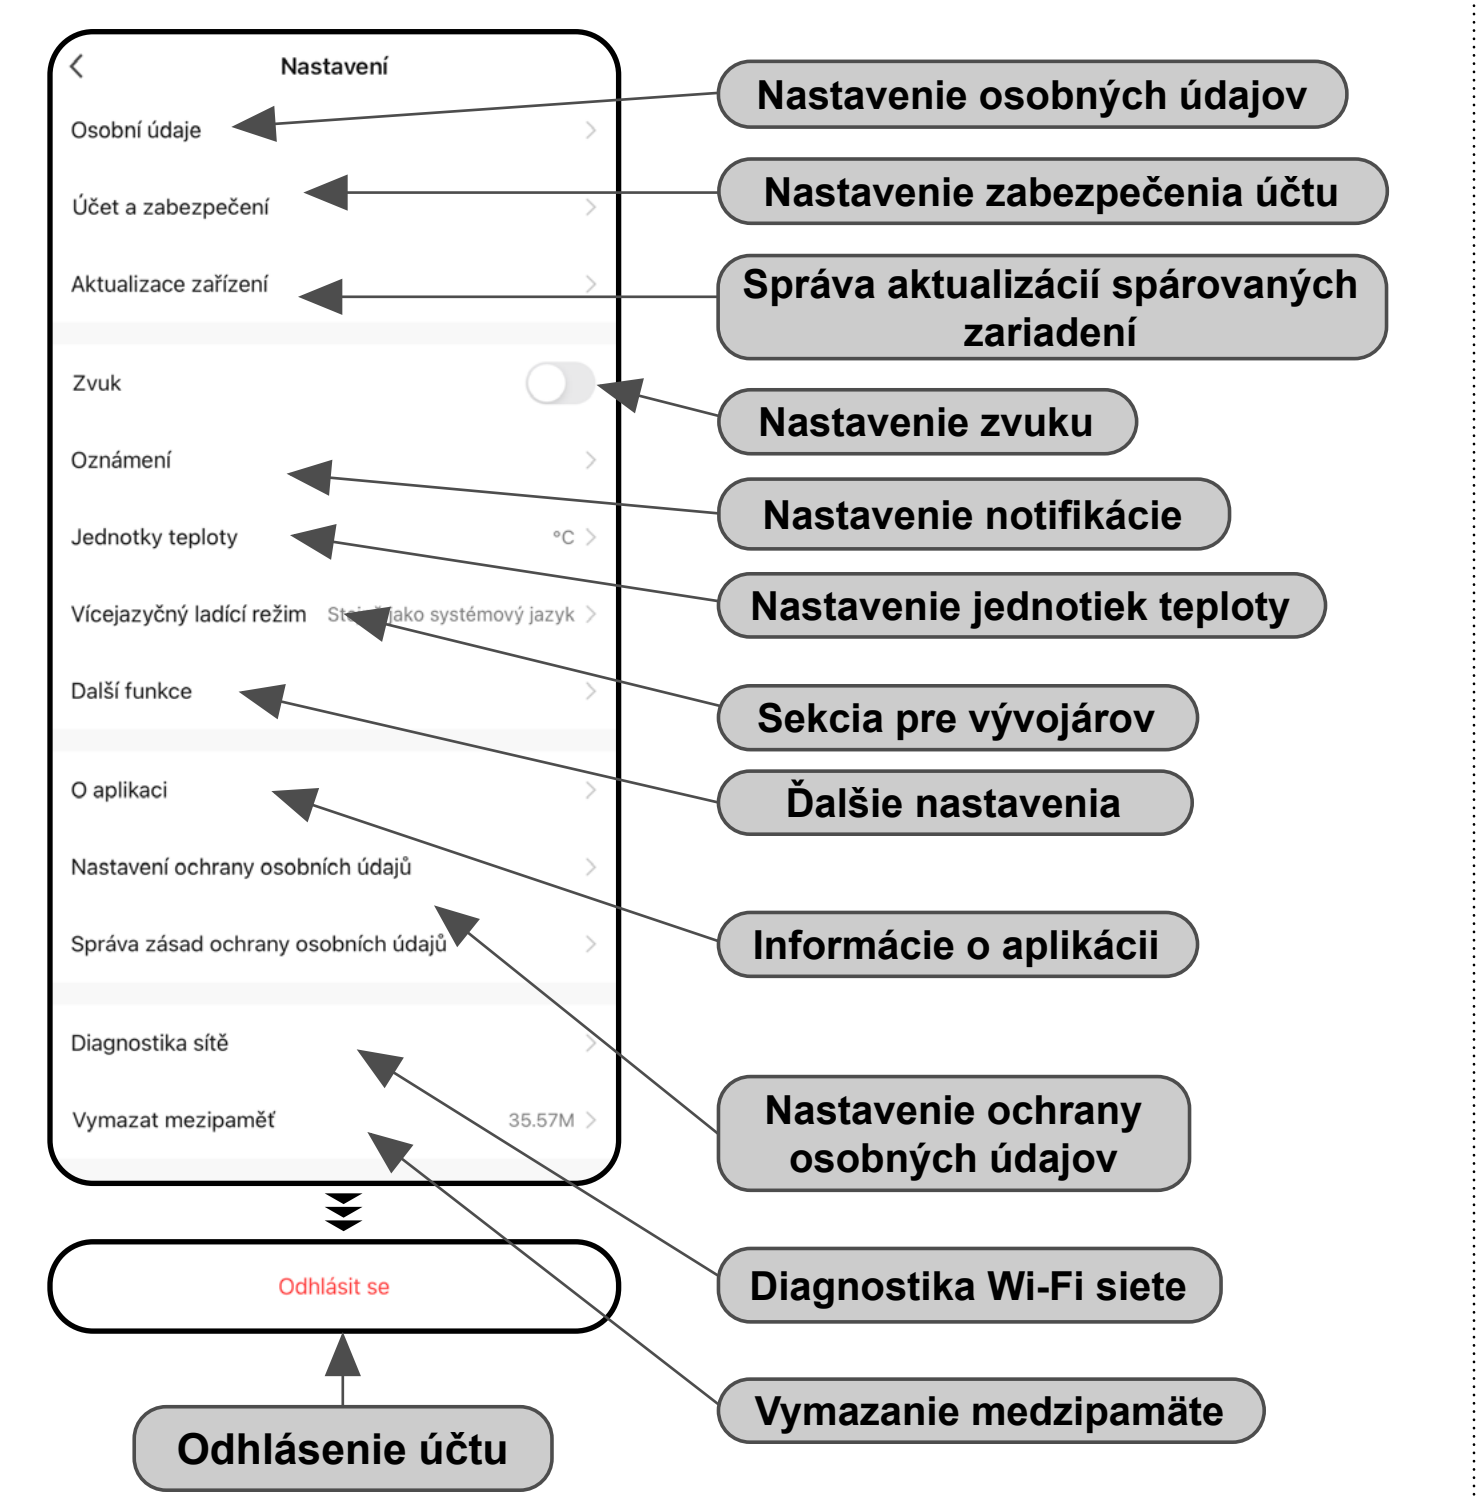 Nastavení
Osobní údaje
Účet a zabezpečení
Aktualizace zařízení
Zvuk
Oznámení
Jednotky teploty °C
Vícejazyčný ladící režim jako systémový jazyk
Další funkce
O aplikaci
Nastavení ochrany osobních údajů
Správa zásad ochrany osobních údajů
Diagnostika sítě
Vymazat mezipaměť 35.57M
Odhlásit se
Odhlásenie účtu
Nastavenie osobných údajov
Nastavenie zabezpečenia účtu
Správa aktualizácií spárovaných
zariadení
Nastavenie zvuku
Nastavenie notifikácie
Nastavenie jednotiek teploty
Sekcia pre vývojárov
Ďalšie nastavenia
Informácie o aplikácii
Nastavenie ochrany
osobných údajov
Diagnostika Wi-Fi siete
Vymazanie medzipamäte